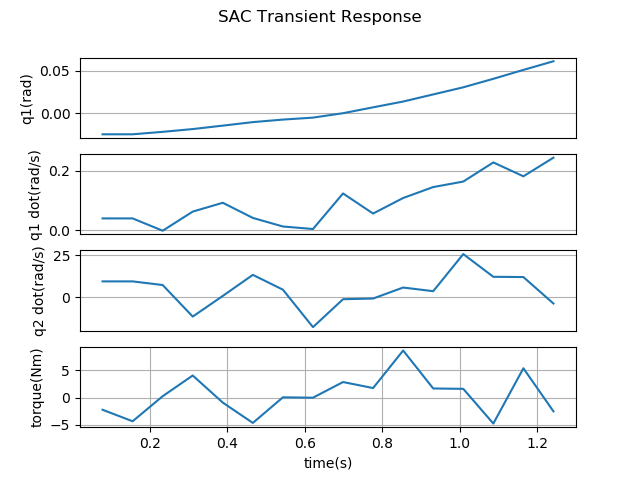 SAC Transient Response
q1(rad)
0.05
0.00
q1 dot(rad/s)
0.2
0.0
q2 dot(rad/s)
25
0
torque(Nm)
5
0
−5
0.2 0.4 0.6 0.8 1.0 1.2
time(s)